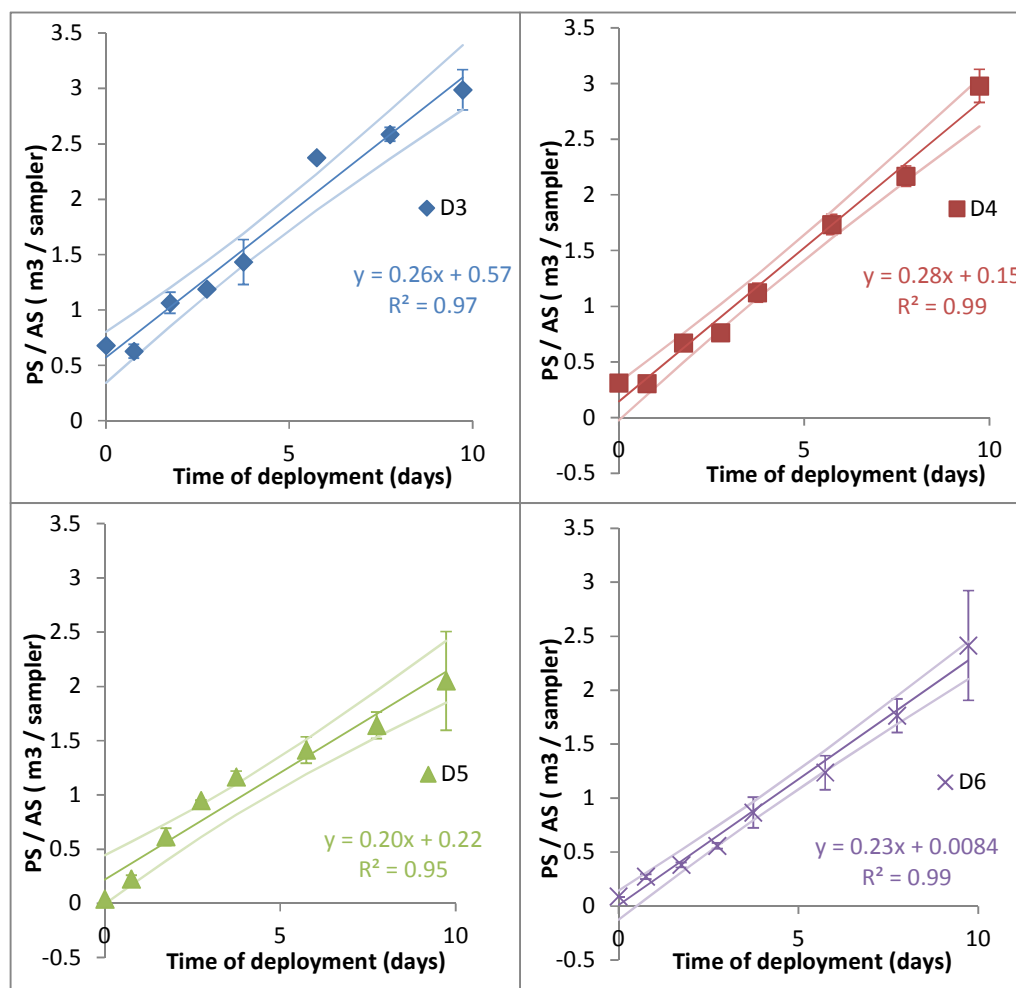 3.5
3
2.5
2
1.5
1
0.5
0
0
5
10
PS / AS ( m3 / sampler)
Time of deployment (days)
D3
y = 0.26x + 0.57
R² = 0.97
3.5
3
2.5
2
1.5
1
0.5
0
-0.5
0
5
10
PS / AS ( m3 / sampler)
Time of deployment (days)
D4
y = 0.28x + 0.15
R² = 0.99
3.5
3
2.5
2
1.5
1
0.5
0
-0.5
0
5
10
PS / AS ( m3 / sampler)
Time of deployment (days)
D5
y = 0.20x + 0.22
R² = 0.95
3.5
3
2.5
2
1.5
1
0.5
0
-0.5
0
5
10
PS / AS ( m3 / sampler)
Time of deployment (days)
D6
y = 0.23x + 0.0084
R² = 0.99